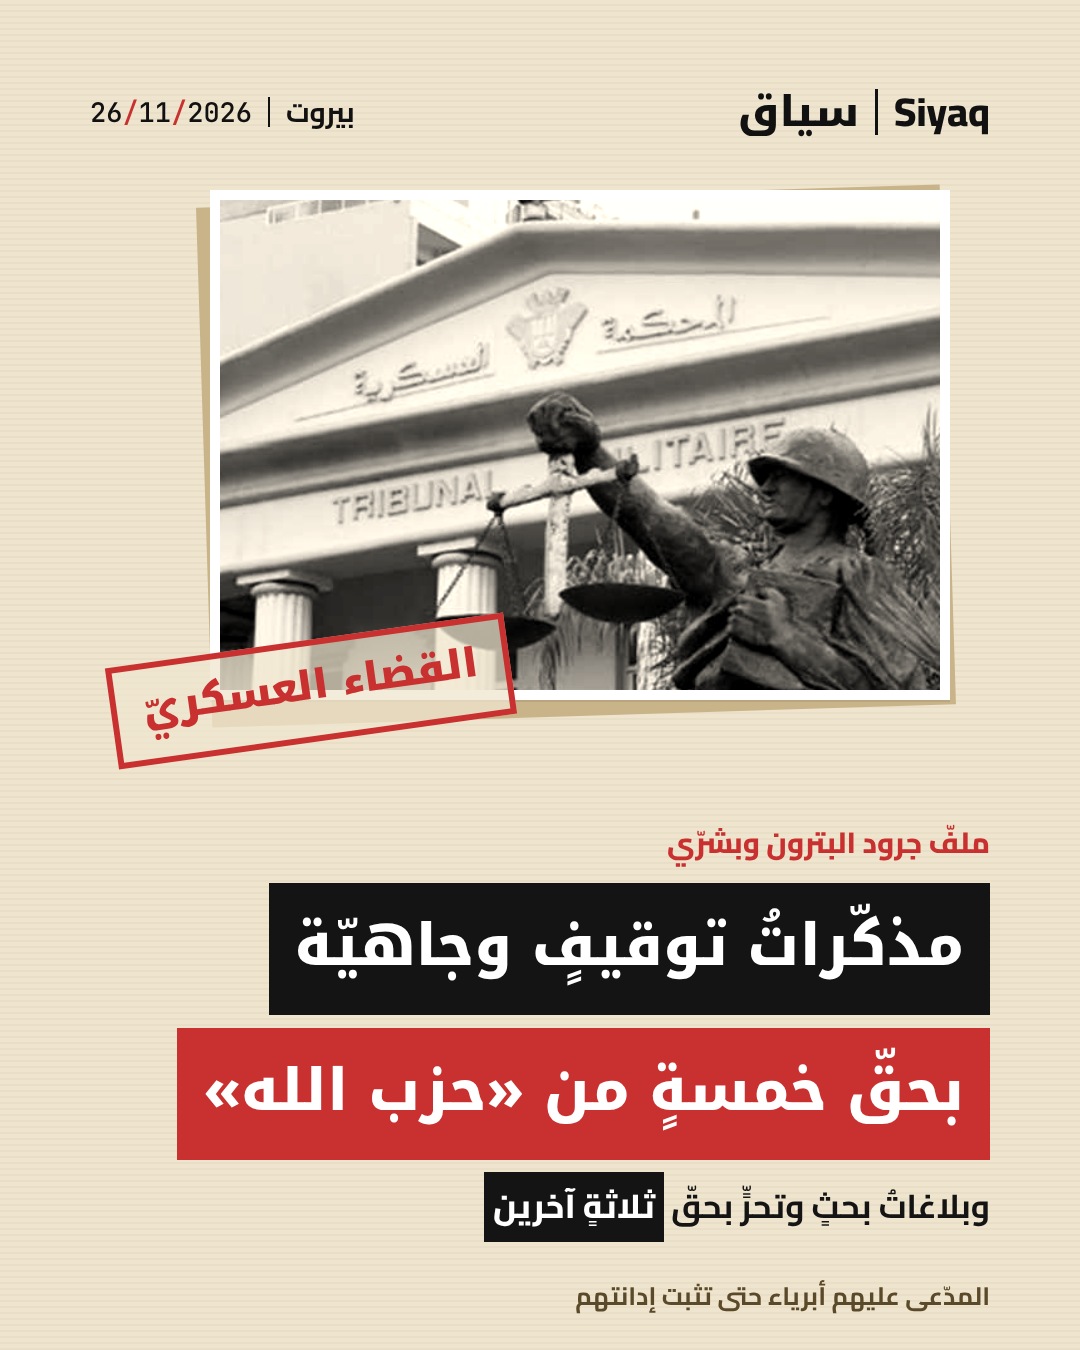 Siyaq | سياق
بيروت | 26/11/2026
المحكمة العسكرية
TRIBUNAL MILITAIRE
القضاء العسكريّ
ملفّ جرود البترون وبشرّي
مذكّراتُ توقيفٍ وجاهيّة
بحقّ خمسةٍ من «حزب الله»
وبلاغاتُ بحثٍ وتحرٍّ بحقّ ثلاثةٍ آخرين
المدّعى عليهم أبرياء حتى تثبت إدانتهم